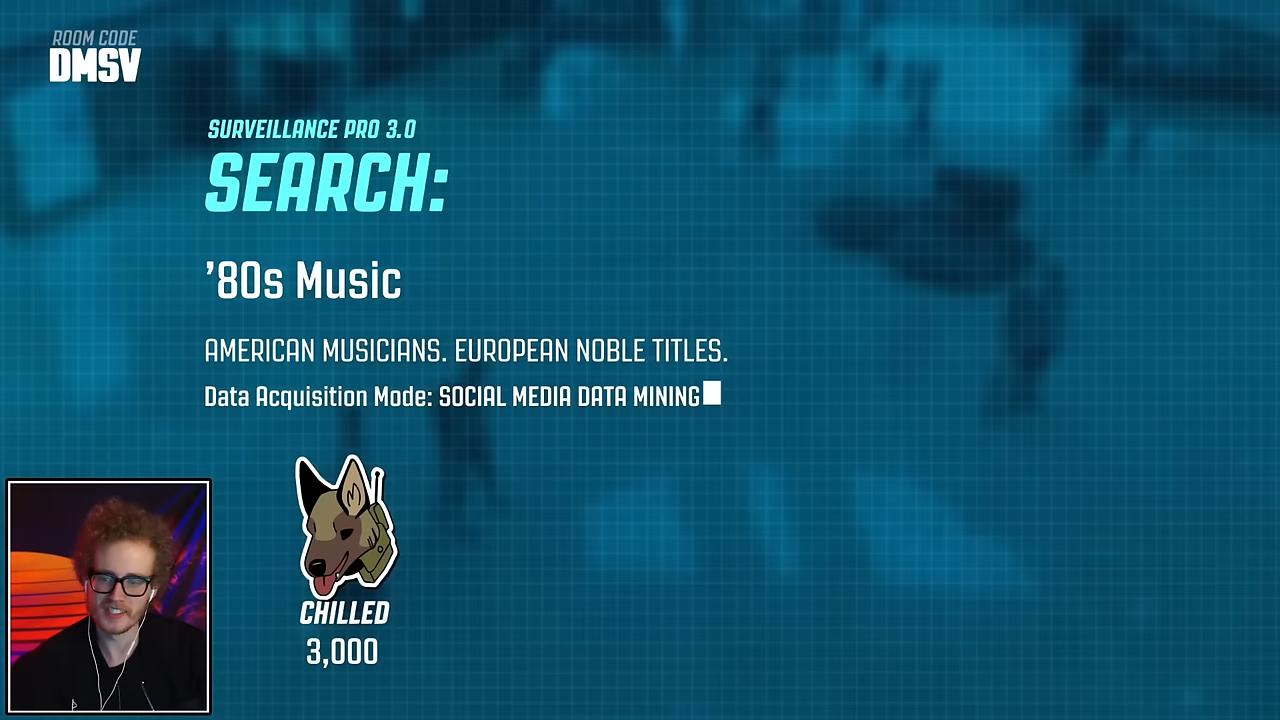 ROOM CODE
DMSV
SURVEILLANCE PRO 3.0
SEARCH:
’80s Music
AMERICAN MUSICIANS. EUROPEAN NOBLE TITLES.
Data Acquisition Mode: SOCIAL MEDIA DATA MINING
CHILLED
3,000